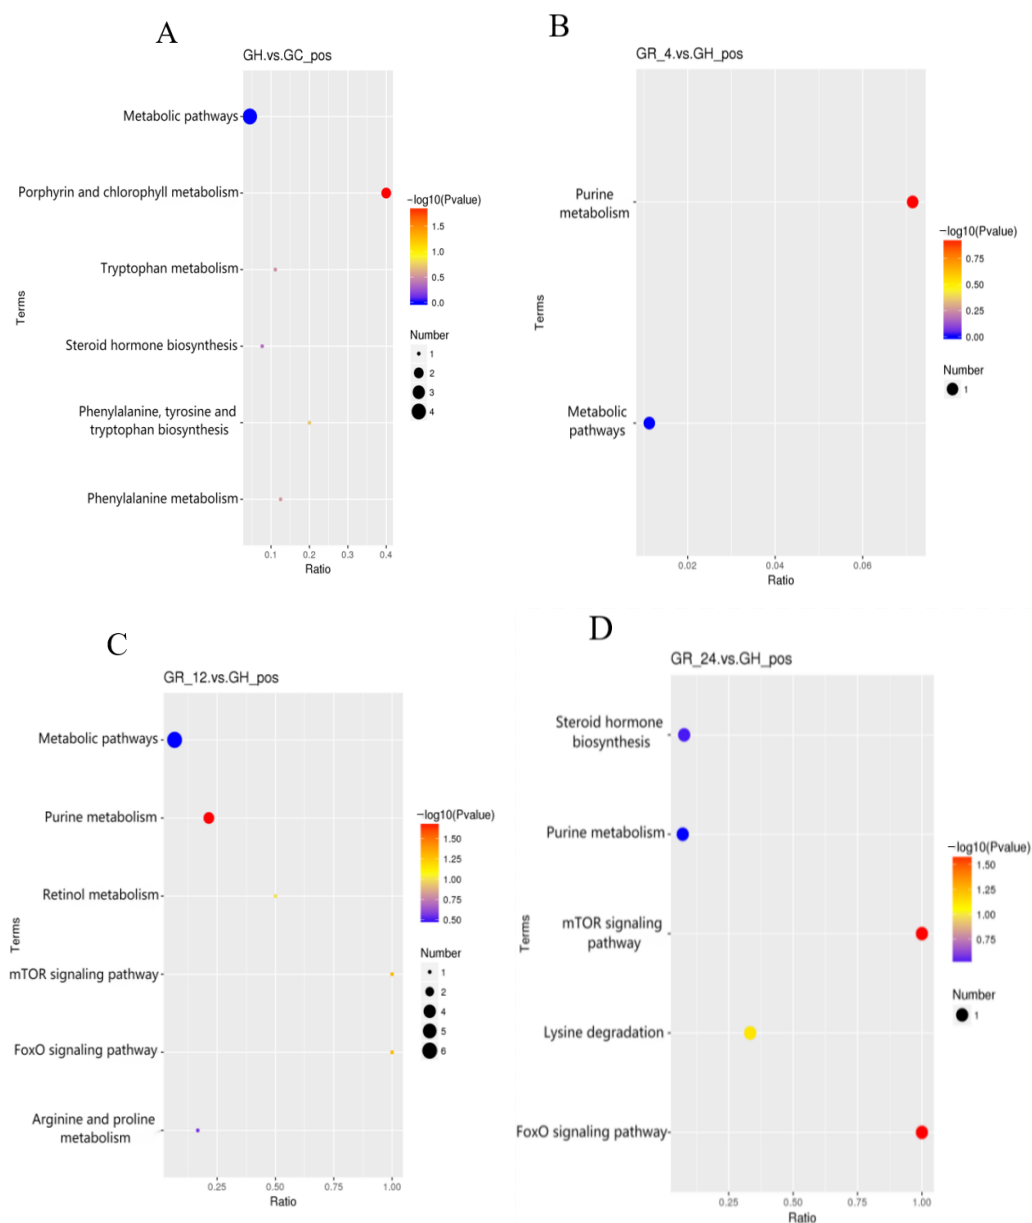 A
GH.vs.GC_pos
Metabolic pathways
Porphyrin and chlorophyll metabolism
Tryptophan metabolism
Steroid hormone biosynthesis
Phenylalanine, tyrosine and
tryptophan biosynthesis
Phenylalanine metabolism
Terms
0.1 0.2 0.3 0.4
Ratio
−log10(Pvalue)
1.5
1.0
0.5
0.0
Number
1
2
3
4
B
GR_4.vs.GH_pos
Purine
metabolism
Metabolic
pathways
Terms
0.02 0.04 0.06
Ratio
−log10(Pvalue)
0.75
0.50
0.25
0.00
Number
1
C
GR_12.vs.GH_pos
Metabolic pathways
Purine metabolism
Retinol metabolism
mTOR signaling pathway
FoxO signaling pathway
Arginine and proline
metabolism
Terms
0.25 0.50 0.75 1.00
Ratio
−log10(Pvalue)
1.50
1.25
1.00
0.75
0.50
Number
1
2
4
5
6
D
GR_24.vs.GH_pos
Steroid hormone
biosynthesis
Purine metabolism
mTOR signaling
pathway
Lysine degradation
FoxO signaling pathway
Terms
0.25 0.50 0.75 1.00
Ratio
−log10(Pvalue)
1.50
1.25
1.00
0.75
Number
1